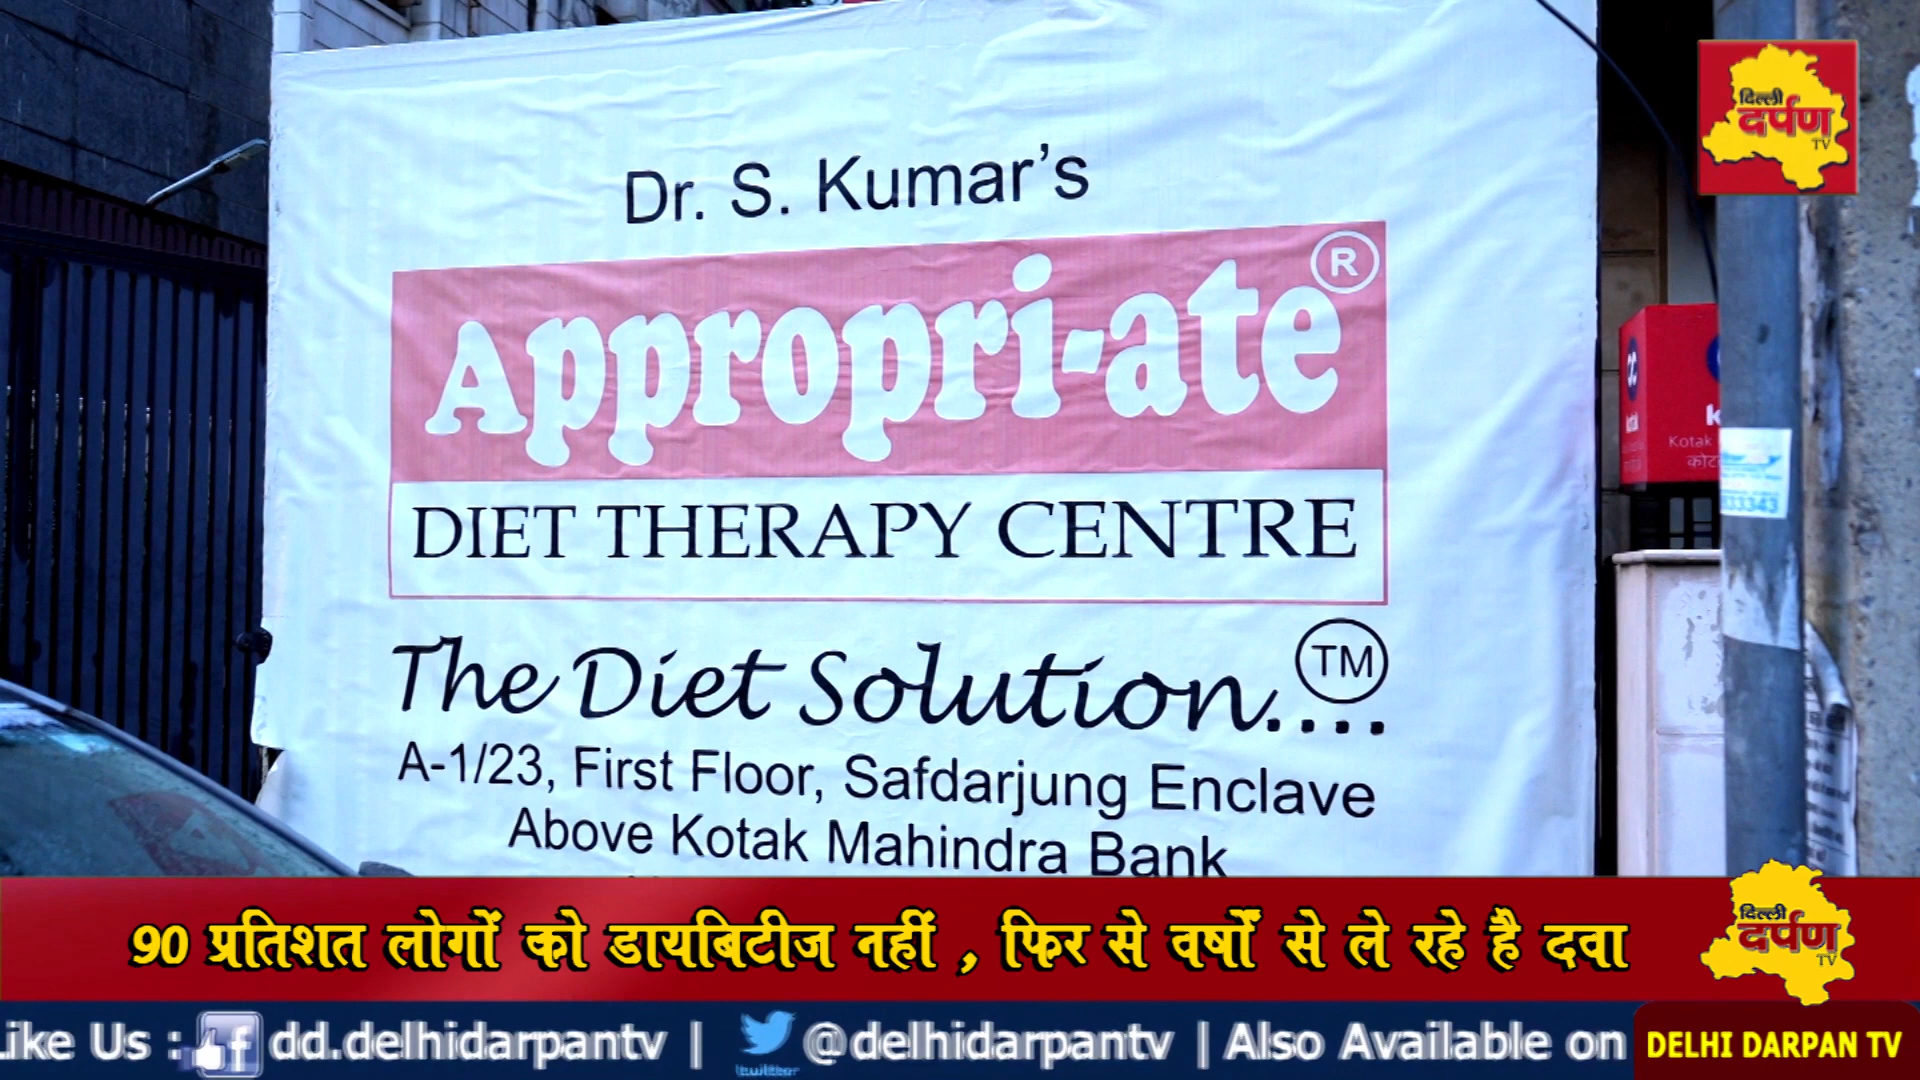 दिल्ली
दर्पण
TV
Dr. S. Kumar's
Appropri-ate ®
DIET THERAPY CENTRE
The Diet Solution.... TM
A-1/23, First Floor, Safdarjung Enclave
Above Kotak Mahindra Bank
Kotak
33343
90 प्रतिशत लोगों को डायबिटीज नहीं , फिर से वर्षों से ले रहे है दवा
दिल्ली
दर्पण
TV
Like Us : f dd.delhidarpantv | twitter @delhidarpantv | Also Available on
DELHI DARPAN TV